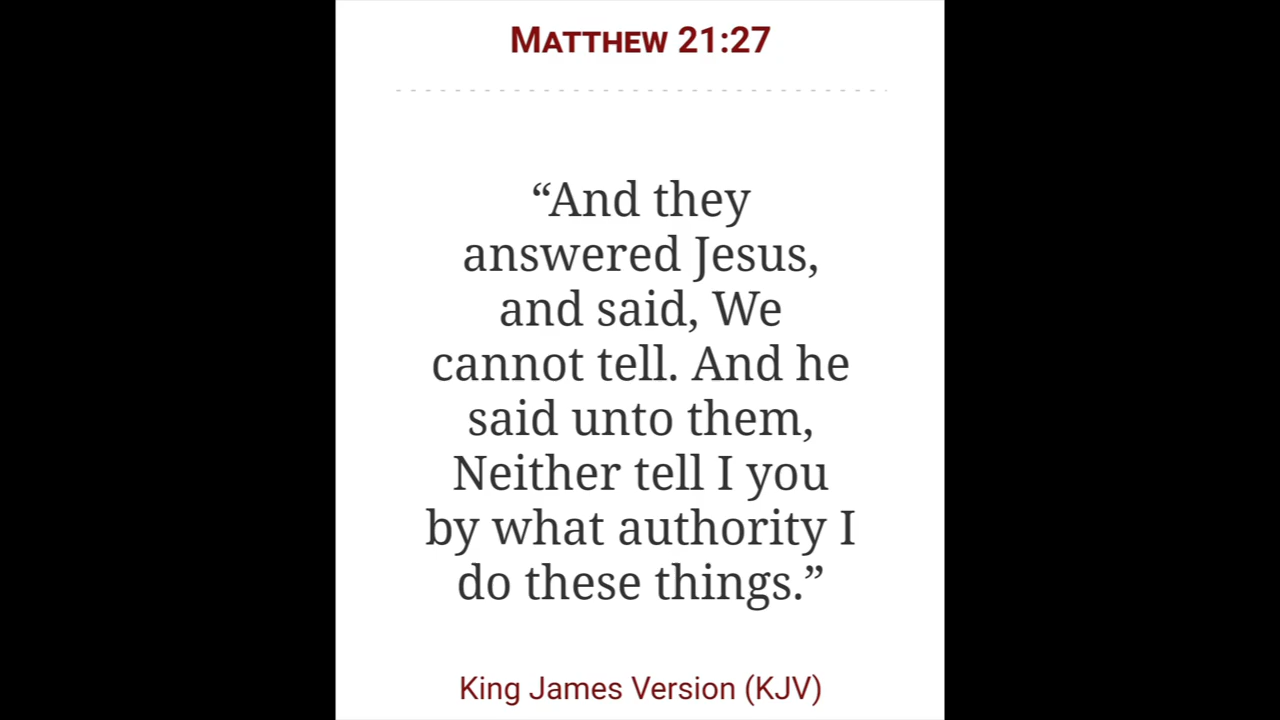 MATTHEW 21:27
“And they
answered Jesus,
and said, We
cannot tell. And he
said unto them,
Neither tell I you
by what authority I
do these things.”
King James Version (KJV)